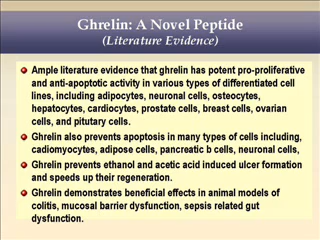 Ghrelin: A Novel Peptide
(Literature Evidence)
Ample literature evidence that ghrelin has potent pro-proliferative
and anti-apoptotic activity in various types of differentiated cell
lines, including adipocytes, neuronal cells, osteocytes,
hepatocytes, cardiocytes, prostate cells, breast cells, ovarian
cells, and pitutary cells.
Ghrelin also prevents apoptosis in many types of cells including,
cadiomyocytes, adipose cells, pancreatic b cells, neuronal cells,
Ghrelin prevents ethanol and acetic acid induced ulcer formation
and speeds up their regeneration.
Ghrelin demonstrates beneficial effects in animal models of
colitis, mucosal barrier dysfunction, sepsis related gut
dysfunction.